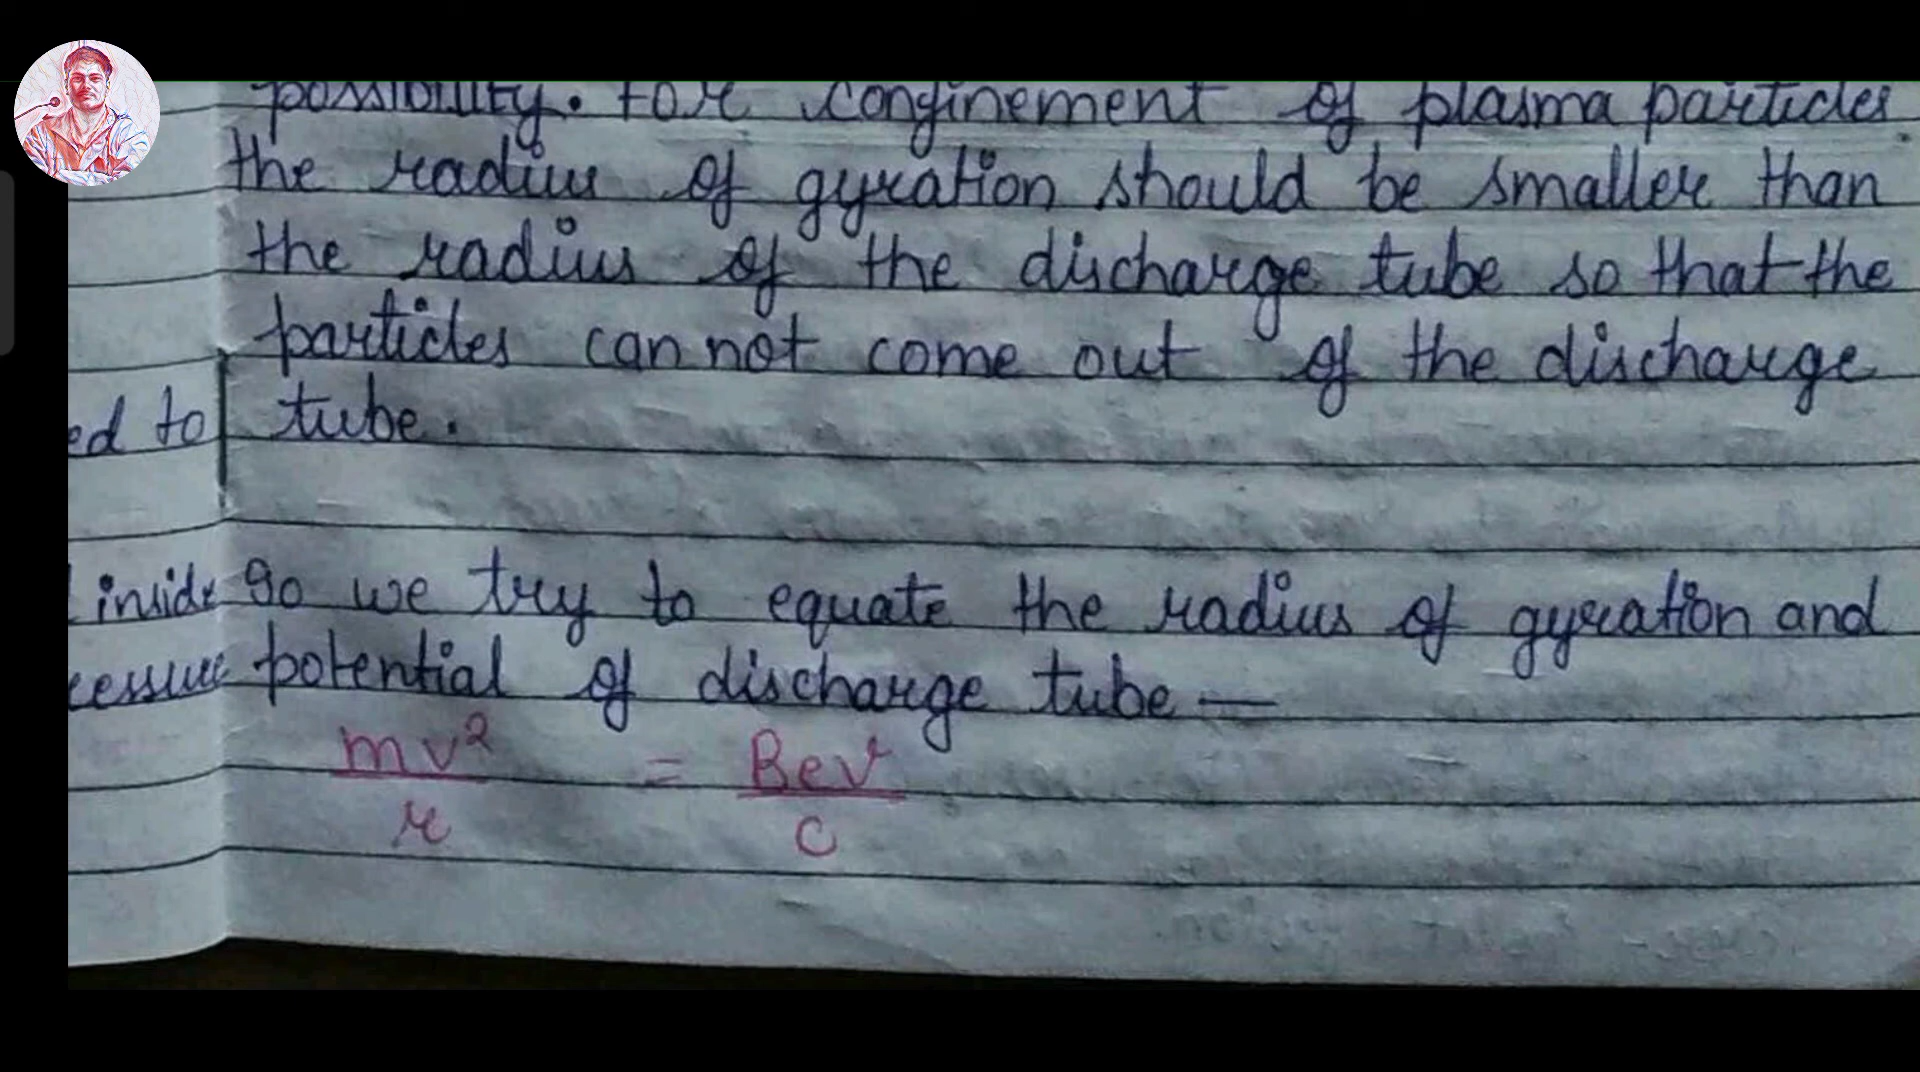 possibility. For confinement of plasma particles
the radius of gyration should be smaller than
the radius of the discharge tube so that the
particles can not come out of the discharge
ed to tube.
inside So we try to equate the radius of gyration and
essure potential of discharge tube —
mv² / r = Bev / c